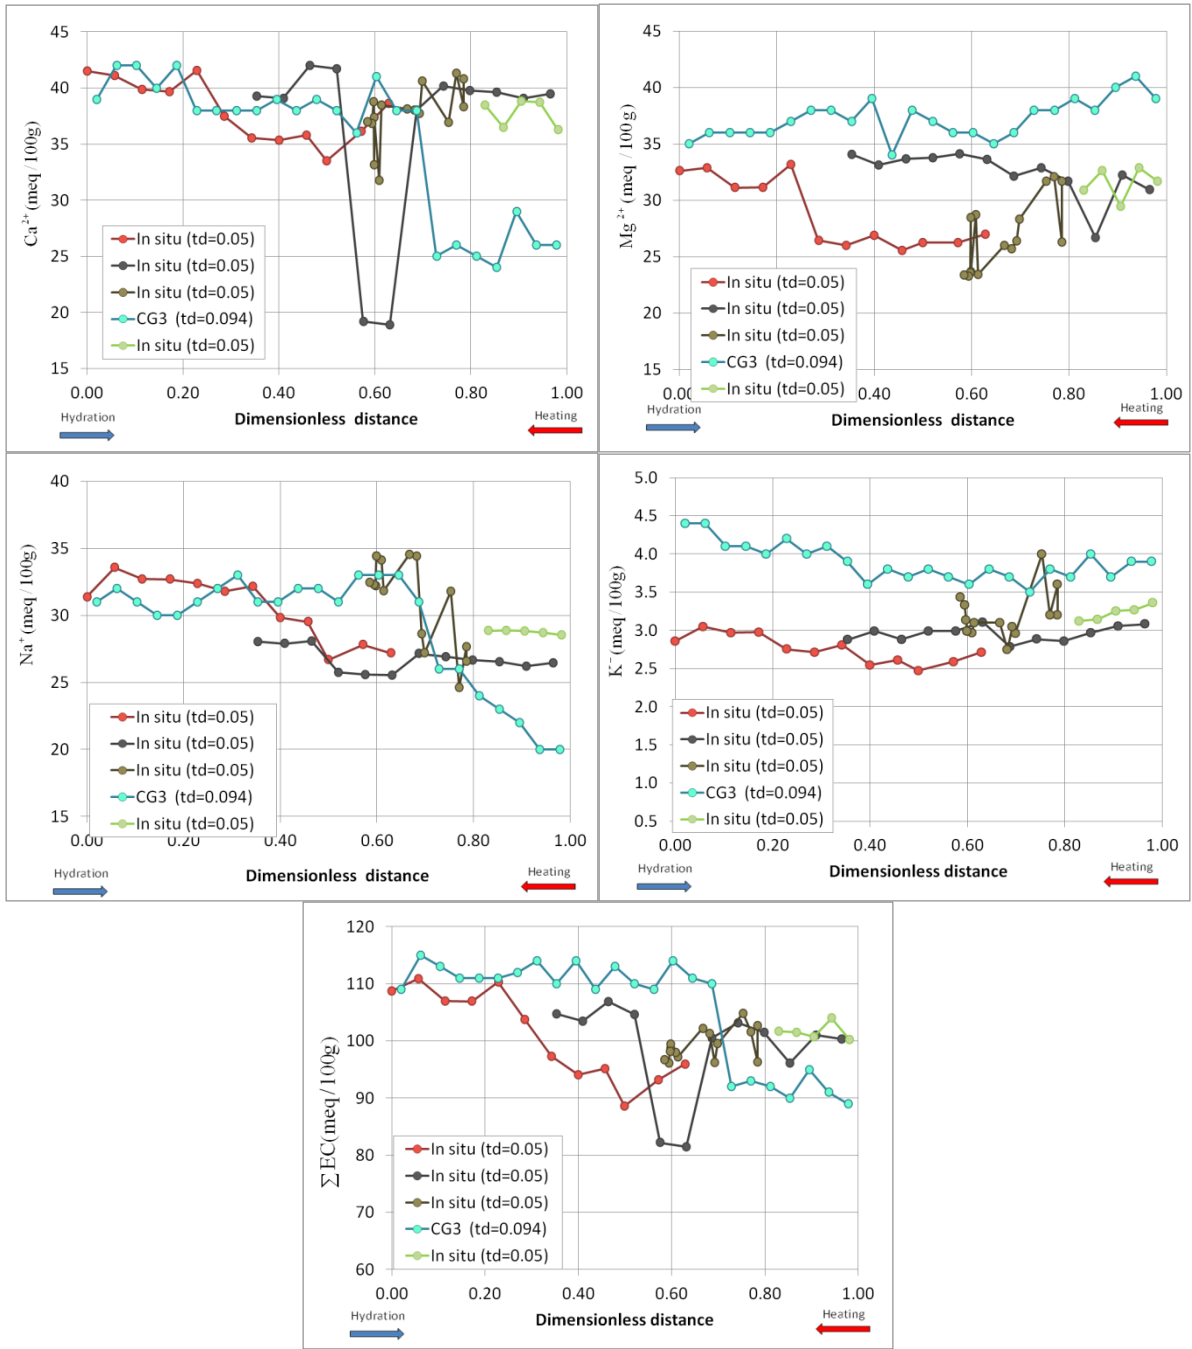 45
40
35
30
25
20
15
Ca2+ (meq /100g)
In situ (td=0.05)
In situ (td=0.05)
In situ (td=0.05)
CG3 (td=0.094)
In situ (td=0.05)
0.00 0.20 0.40 0.60 0.80 1.00
Hydration
Dimensionless distance
Heating
45
40
35
30
25
20
15
Mg2+ (meq /100g)
In situ (td=0.05)
In situ (td=0.05)
In situ (td=0.05)
CG3 (td=0.094)
In situ (td=0.05)
0.00 0.20 0.40 0.60 0.80 1.00
Hydration
Dimensionless distance
Heating
40
35
30
25
20
15
Na+ (meq /100g)
In situ (td=0.05)
In situ (td=0.05)
In situ (td=0.05)
CG3 (td=0.094)
In situ (td=0.05)
0.00 0.20 0.40 0.60 0.80 1.00
Hydration
Dimensionless distance
Heating
5.0
4.5
4.0
3.5
3.0
2.5
2.0
1.5
1.0
0.5
K- (meq /100g)
In situ (td=0.05)
In situ (td=0.05)
In situ (td=0.05)
CG3 (td=0.094)
In situ (td=0.05)
0.00 0.20 0.40 0.60 0.80 1.00
Hydration
Dimensionless distance
Heating
120
110
100
90
80
70
60
∑EC(meq /100g)
In situ (td=0.05)
In situ (td=0.05)
In situ (td=0.05)
CG3 (td=0.094)
In situ (td=0.05)
0.00 0.20 0.40 0.60 0.80 1.00
Hydration
Dimensionless distance
Heating